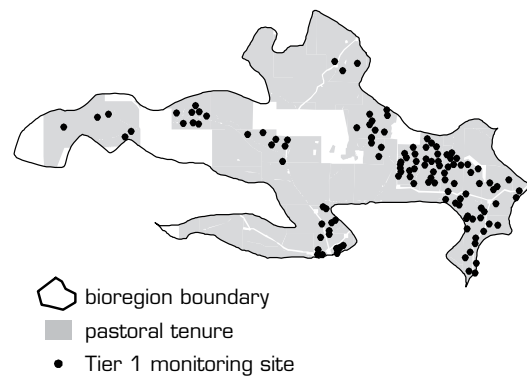 bioregion boundary
pastoral tenure
Tier 1 monitoring site